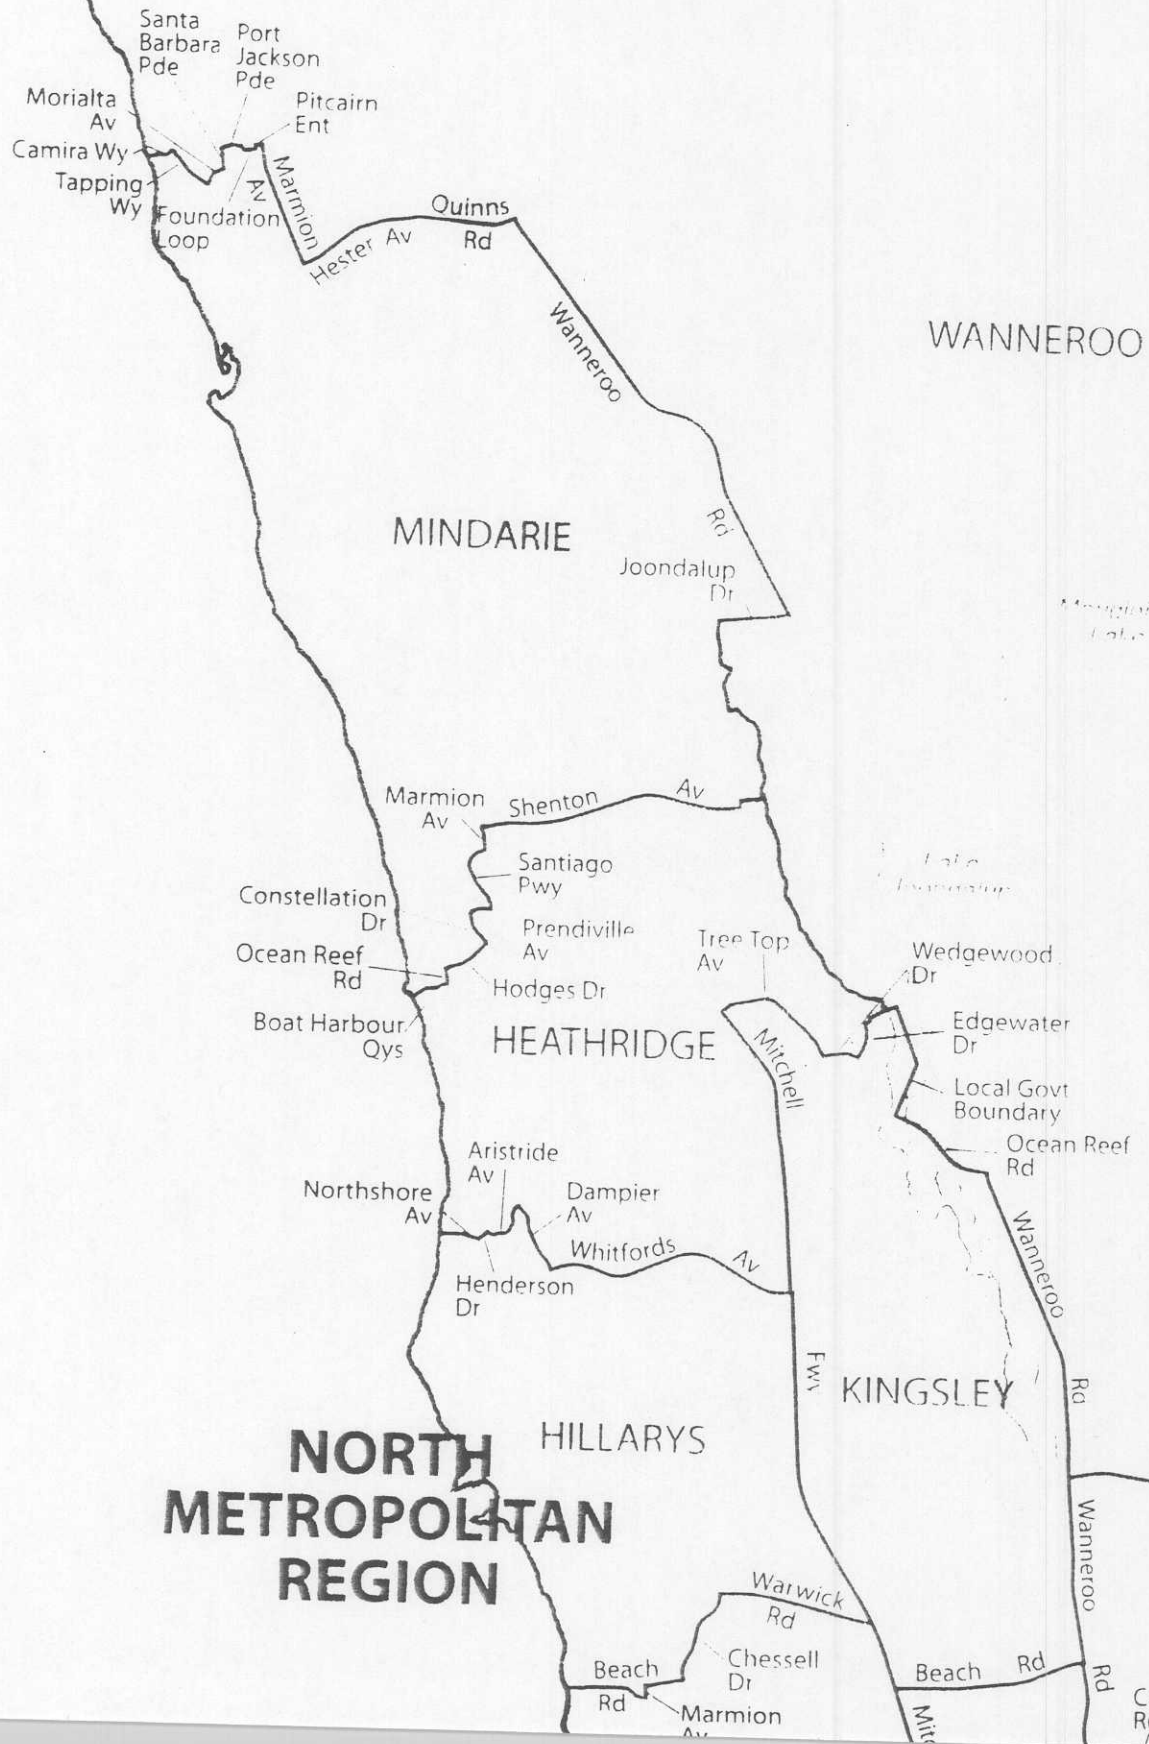 Santa
Barbara
Pde
Port
Jackson
Pde
Morialta
Av
Pitcairn
Ent
Camira Wy
Tapping
Wy
Foundation
Loop
Marmion
Av
Hester Av
Quinns
Rd
Wanneroo
Rd
WANNEROO
MINDARIE
Joondalup
Dr
Lake
Joondalup
Marmion
Av
Shenton Av
Santiago
Pwy
Constellation
Dr
Prendiville
Av
Tree Top
Av
Wedgewood
Dr
Ocean Reef
Rd
Hodges Dr
Boat Harbour
Qys
HEATHRIDGE
Mitchell
Edgewater
Dr
Local Govt
Boundary
Ocean Reef
Rd
Aristride
Av
Northshore
Av
Dampier
Av
Whitfords Av
Henderson
Dr
Wanneroo
Rd
Fwy
KINGSLEY
HILLARYS
NORTH
METROPOLITAN
REGION
Wanneroo
Rd
Warwick
Rd
Chessell
Dr
Beach
Rd
Marmion
Av
Beach Rd